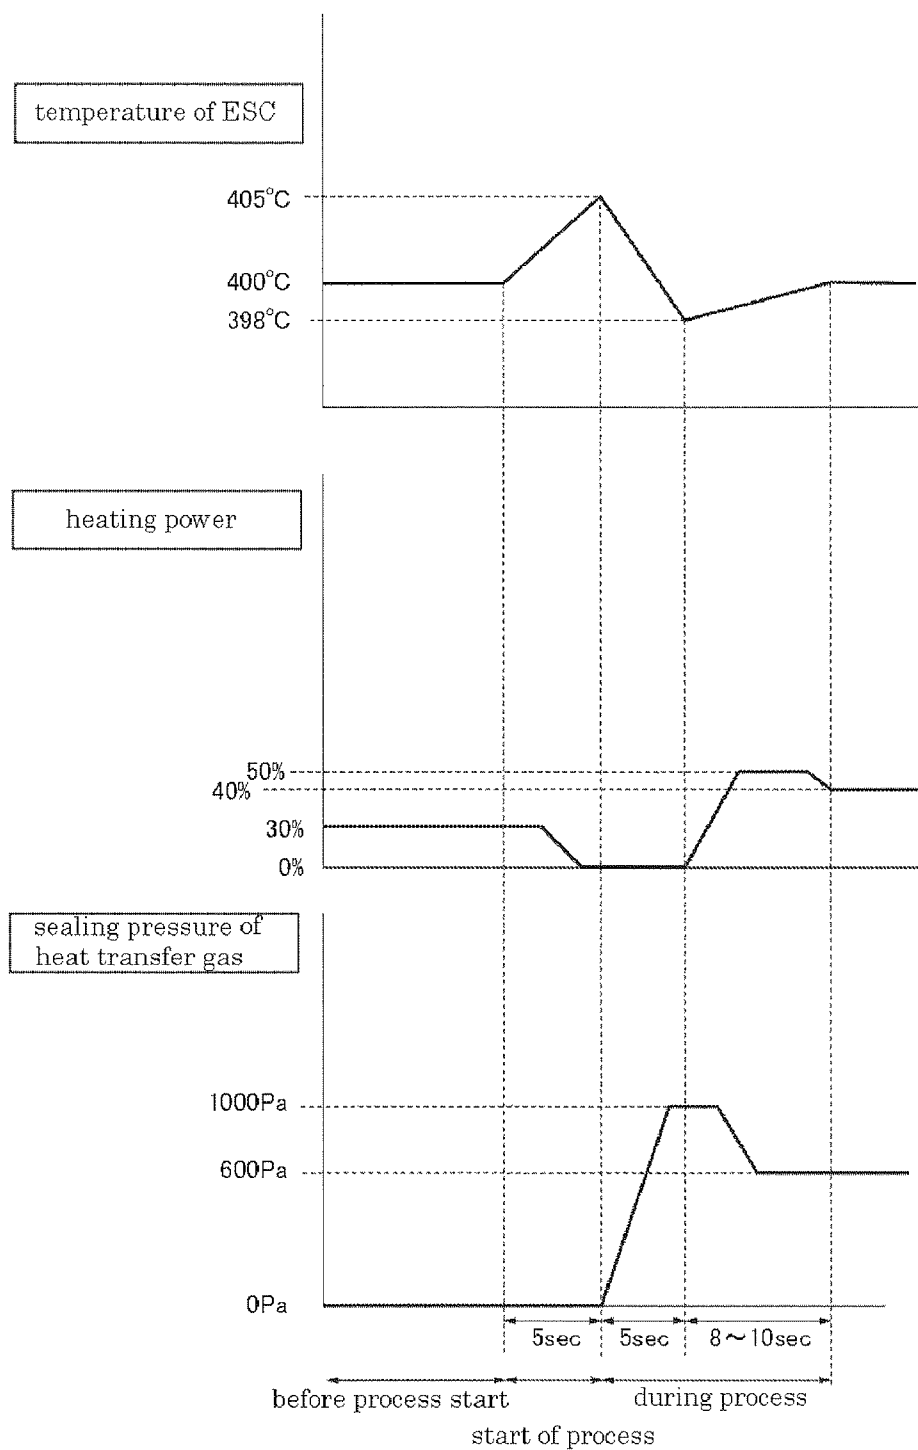 temperature of ESC
405°C
400°C
398°C
heating power
50%
40%
30%
0%
sealing pressure of
heat transfer gas
1000Pa
600Pa
0Pa
5sec
5sec
8～10sec
before process start
during process
start of process